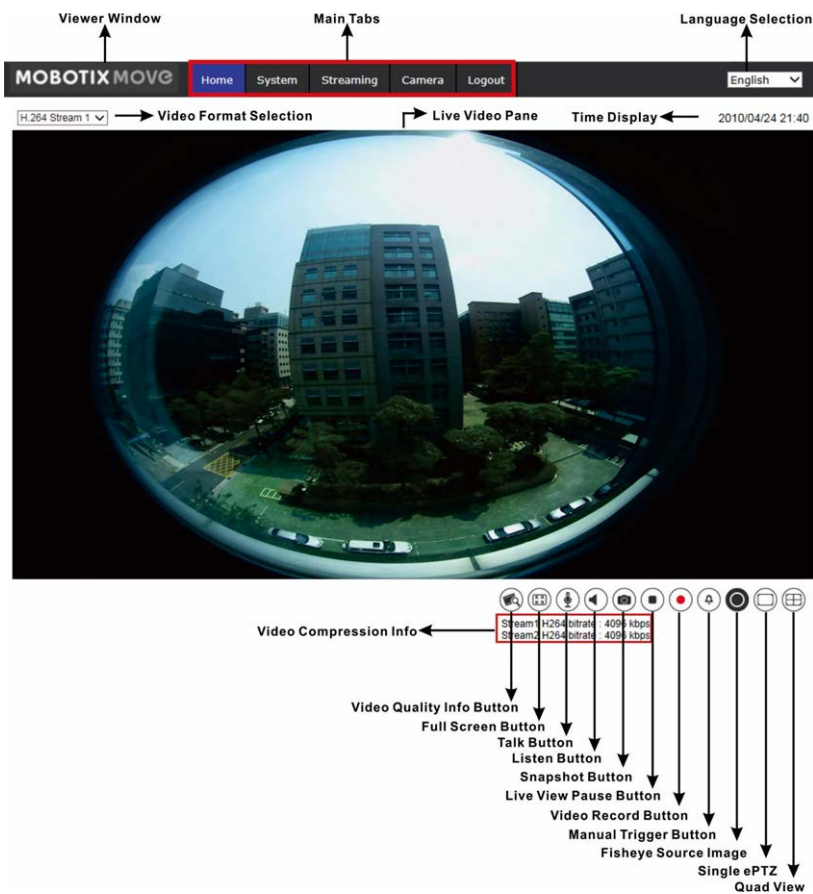 Viewer Window Main Tabs Language Selection
MOBOTIX MOVE Home System Streaming Camera Logout English
H.264 Stream 1 Video Format Selection Live Video Pane Time Display 2010/04/24 21:40
Stream1 H264 bitrate : 4096 kbps
Video Compression Info
Stream2 H264 bitrate : 4096 kbps
Video Quality Info Button
Full Screen Button
Talk Button
Listen Button
Snapshot Button
Live View Pause Button
Video Record Button
Manual Trigger Button
Fisheye Source Image
Single ePTZ
Quad View